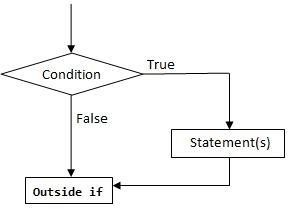 True
Condition
False
Statement(s)
Outside if